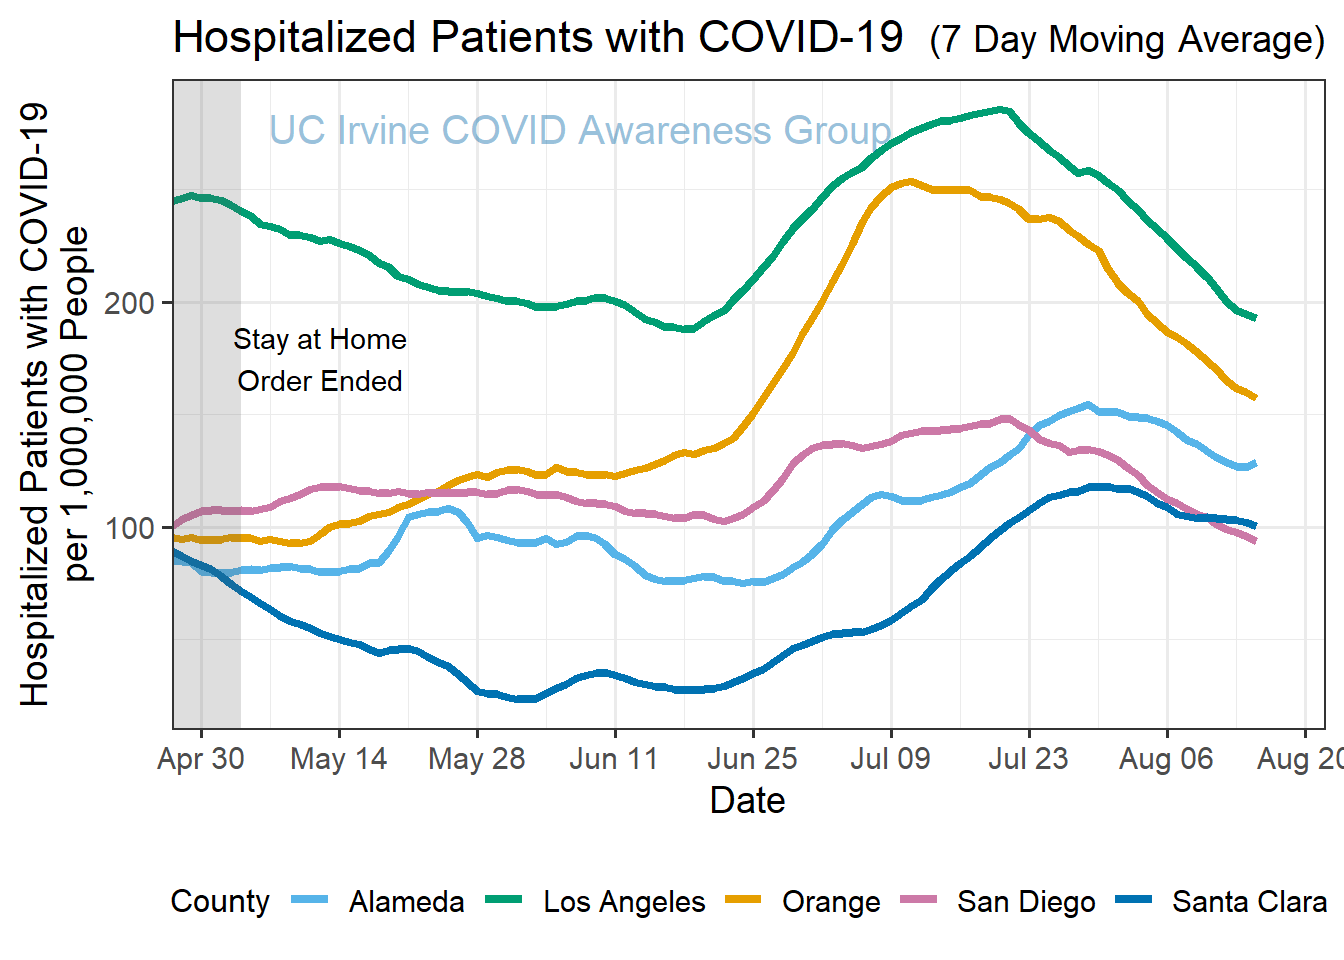 Hospitalized Patients with COVID-19 (7 Day Moving Average)
Hospitalized Patients with COVID-19
per 1,000,000 People
UC Irvine COVID Awareness Group
200
100
Stay at Home
Order Ended
Apr 30 May 14 May 28 Jun 11 Jun 25 Jul 09 Jul 23 Aug 06 Aug 20
Date
County Alameda Los Angeles Orange San Diego Santa Clara